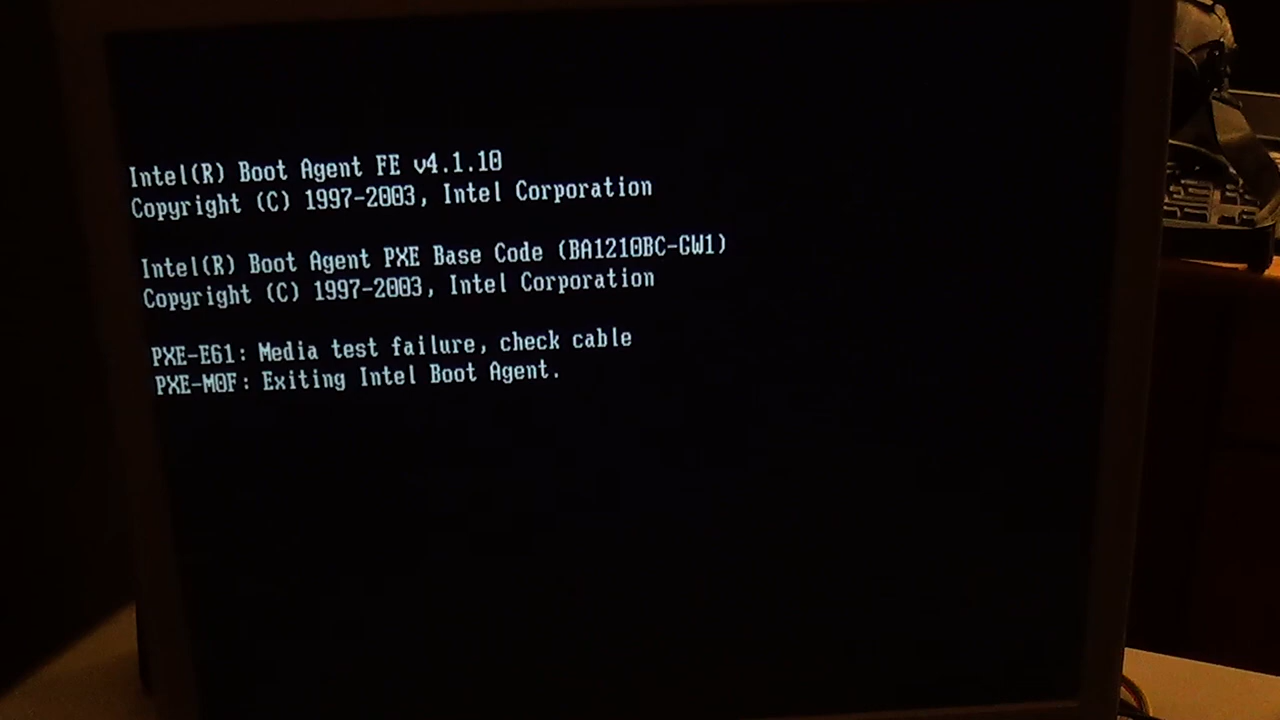 Intel(R) Boot Agent FE v4.1.10
Copyright (C) 1997-2003, Intel Corporation
Intel(R) Boot Agent PXE Base Code (BA1210BC-GW1)
Copyright (C) 1997-2003, Intel Corporation
PXE-E61: Media test failure, check cable
PXE-M0F: Exiting Intel Boot Agent.